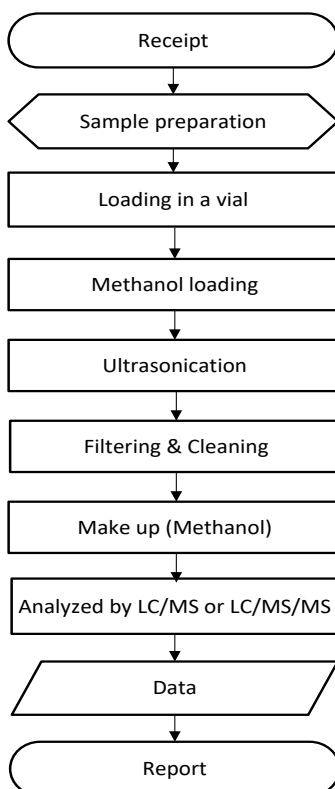 Receipt
Sample preparation
Loading in a vial
Methanol loading
Ultrasonication
Filtering & Cleaning
Make up (Methanol)
Analyzed by LC/MS or LC/MS/MS
Data
Report